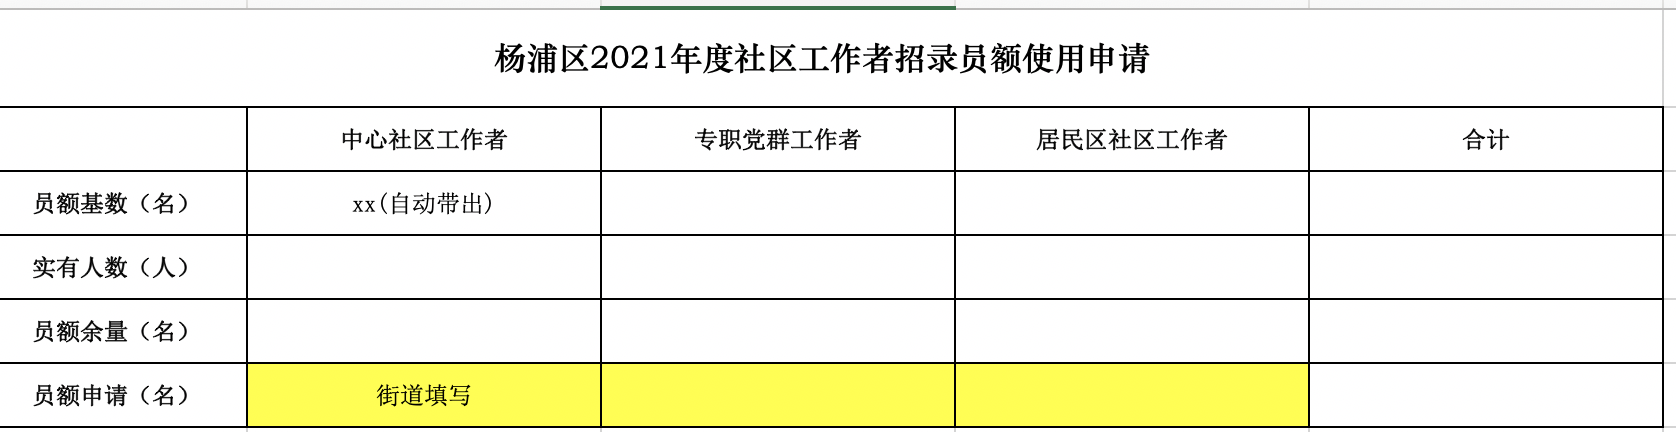 杨浦区2021年度社区工作者招录员额使用申请
中心社区工作者 专职党群工作者 居民区社区工作者 合计
员额基数（名） xx(自动带出)
实有人数（人）
员额余量（名）
员额申请（名） 街道填写